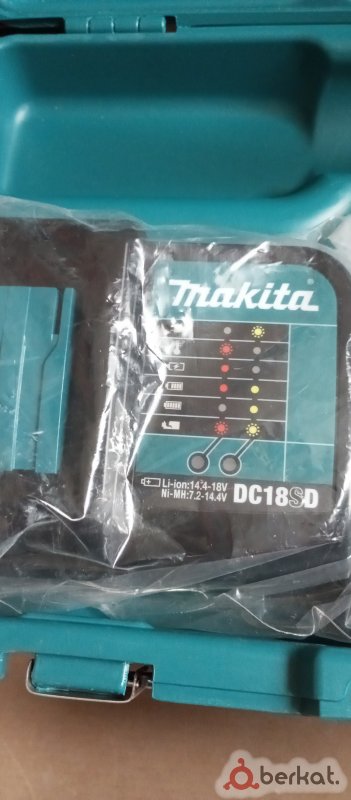 makita
Li-ion:14.4-18V
Ni-MH:7.2-14.4V
DC18SD
berkat.